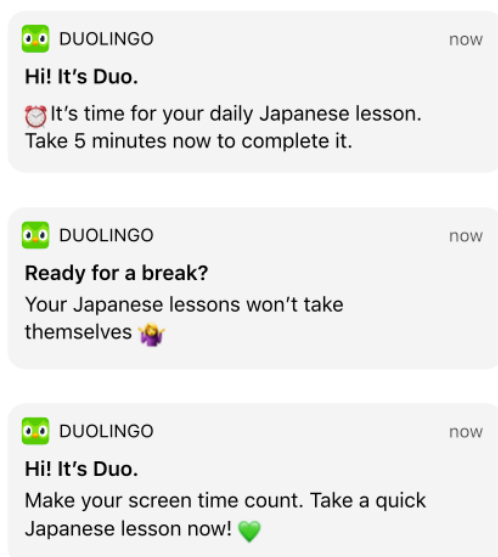 DUOLINGO now
Hi! It’s Duo.
⏰It’s time for your daily Japanese lesson.
Take 5 minutes now to complete it.
DUOLINGO now
Ready for a break?
Your Japanese lessons won’t take
themselves 🤷‍♀️
DUOLINGO now
Hi! It’s Duo.
Make your screen time count. Take a quick
Japanese lesson now! 💚